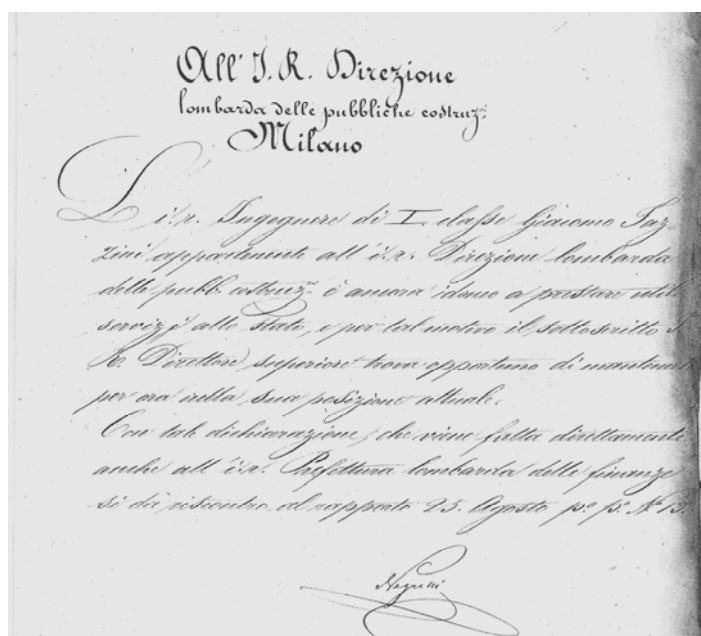 All' I. R. Direzione
lombarda delle pubbliche costruz.ⁱ
Milano
L' i. r. Ingegnere di I classe Giacomo Taz-
zini appartenente all' i. r. Direzione lombarda
delle pubb. costruz.ⁿⁱ è ancora idoneo a prestare utili
servizj allo Stato, e per tal motivo il sottoscritto I.
R. Direttore superiore trova opportuno di mantenerlo
per ora nella sua posizione attuale.
Con tale dichiarazione, che viene fatta direttamente
anche all' i. r. Prefettura lombarda delle finanze
si dà riscontro al rapporto 25. Agosto p.º p.º N.º 13.
Negrelli